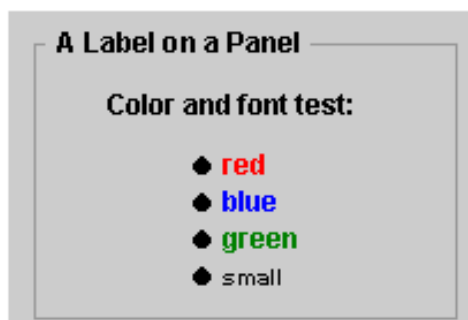 A Label on a Panel
Color and font test:
● red
● blue
● green
● small